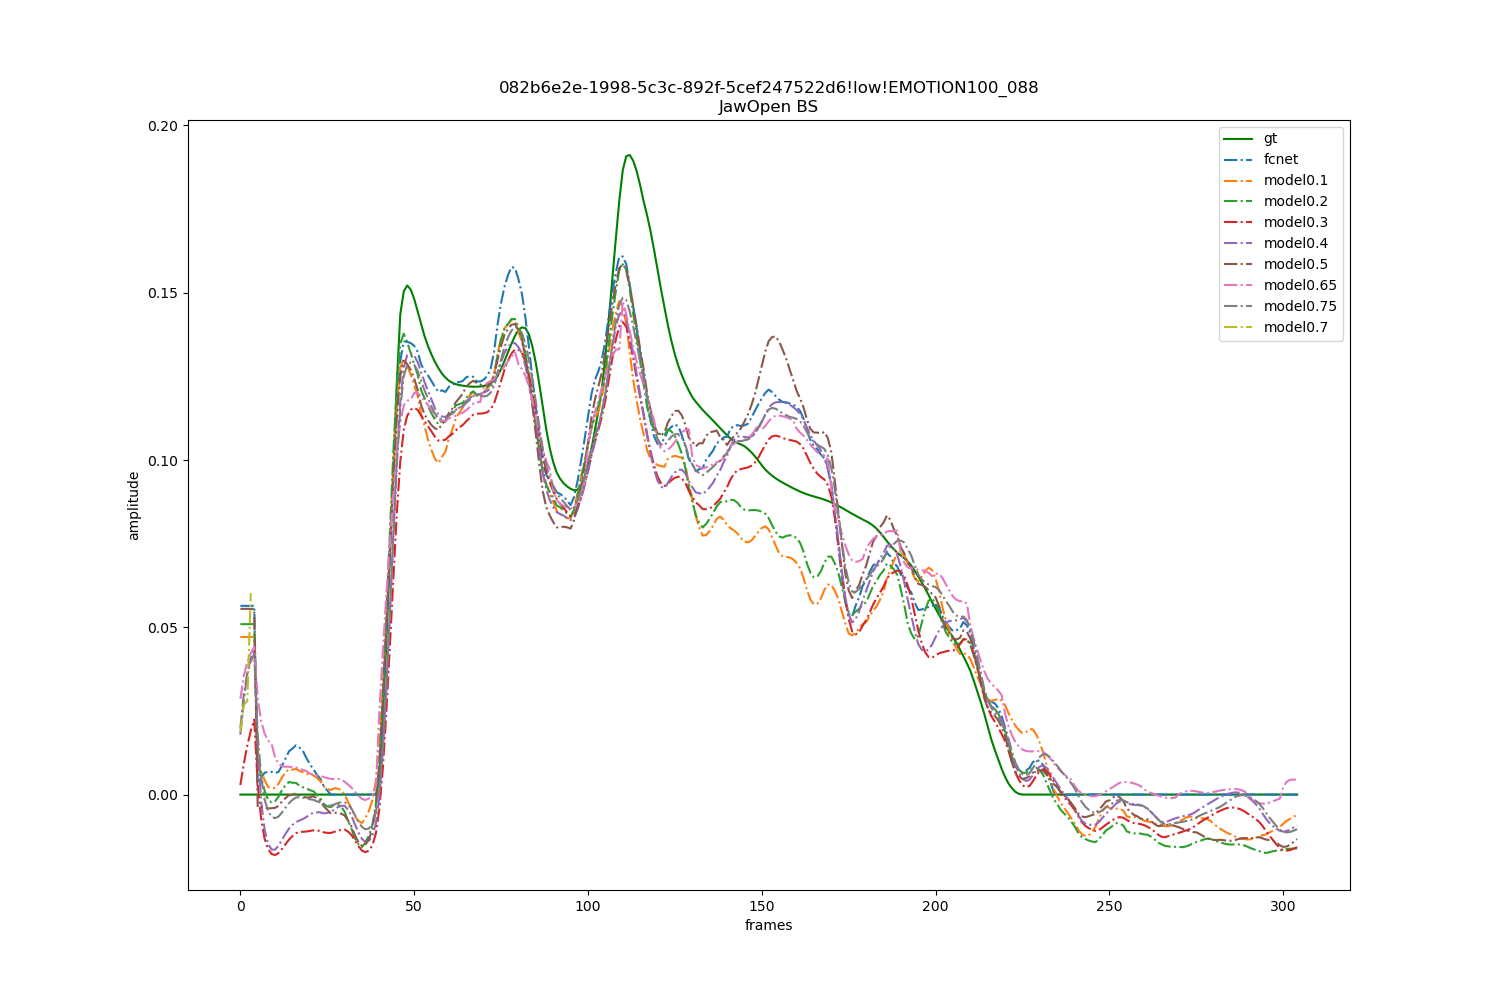 082b6e2e-1998-5c3c-892f-5cef247522d6!low!EMOTION100_088
JawOpen BS
gt
fcnet
model0.1
model0.2
model0.3
model0.4
model0.5
model0.65
model0.75
model0.7
amplitude
0.20
0.15
0.10
0.05
0.00
0
50
100
150
200
250
300
frames